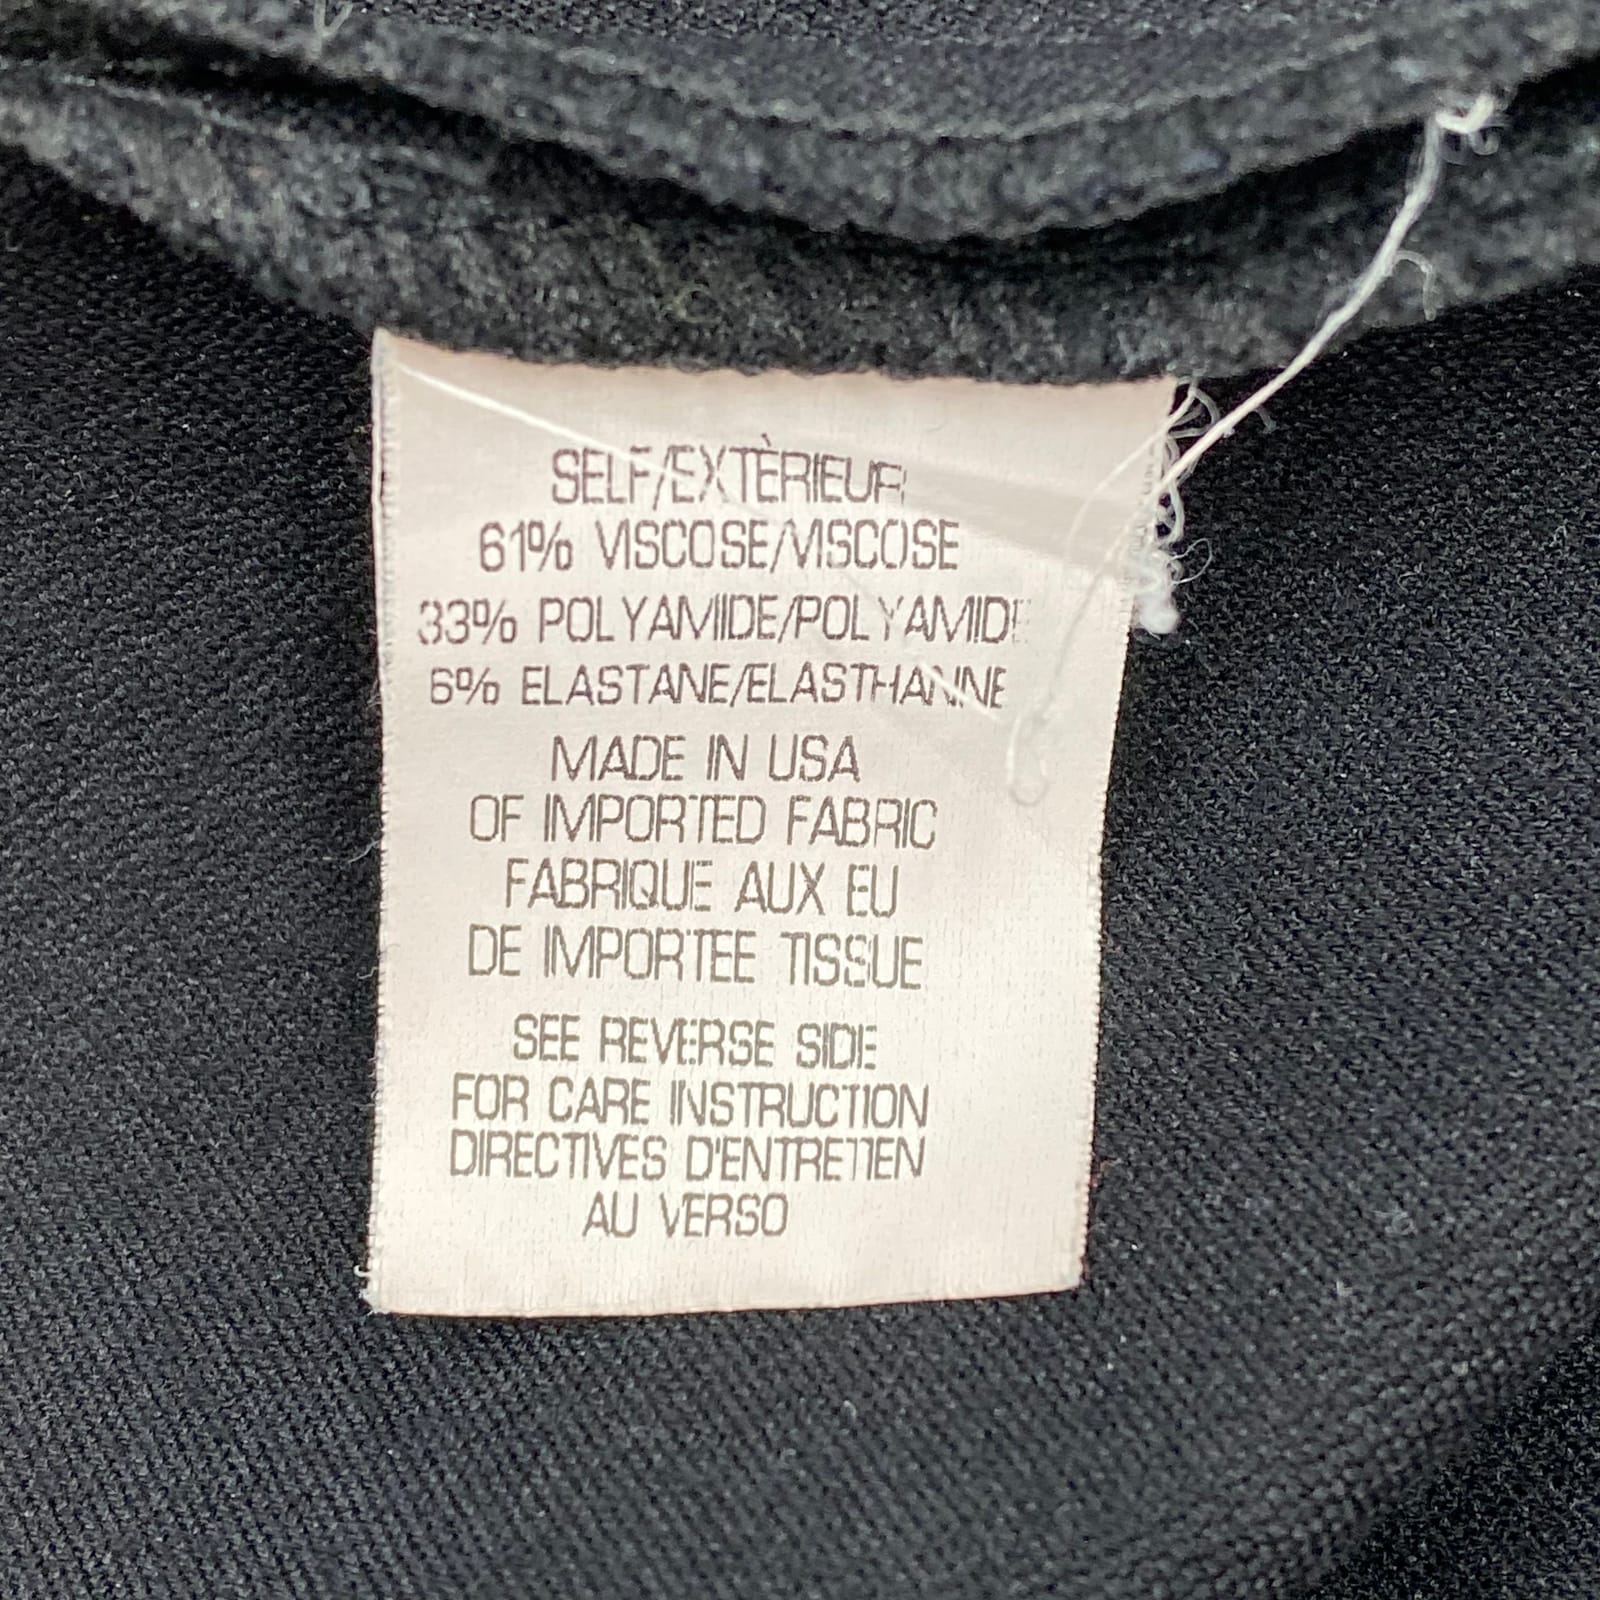 SELF/EXTÈRIEUR
61% VISCOSE/VISCOSE
33% POLYAMIDE/POLYAMIDE
6% ELASTANE/ELASTHANNE
MADE IN USA
OF IMPORTED FABRIC
FABRIQUE AUX EU
DE IMPORTEE TISSUE
SEE REVERSE SIDE
FOR CARE INSTRUCTION
DIRECTIVES D'ENTRETIEN
AU VERSO